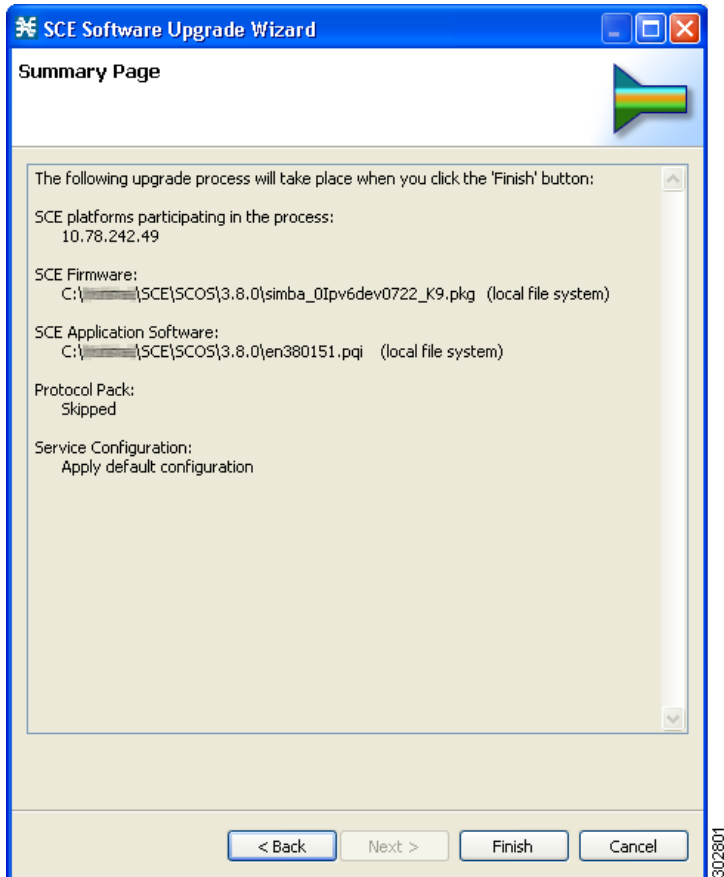 SCE Software Upgrade Wizard
Summary Page
The following upgrade process will take place when you click the 'Finish' button:
SCE platforms participating in the process:
10.78.242.49
SCE Firmware:
C:\ \SCE\SCOS\3.8.0\simba_0Ipv6dev0722_K9.pkg (local file system)
SCE Application Software:
C:\ \SCE\SCOS\3.8.0\en380151.pqi (local file system)
Protocol Pack:
Skipped
Service Configuration:
Apply default configuration
< Back Next > Finish Cancel
302801